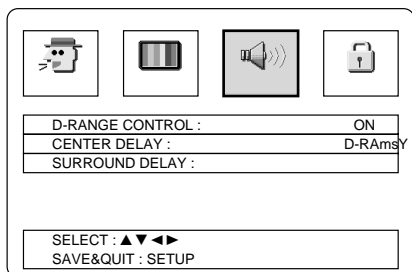 D-RANGE CONTROL : ON
CENTER DELAY : D-RAmsY
SURROUND DELAY :
SELECT : ▲▼◄►
SAVE&QUIT : SETUP